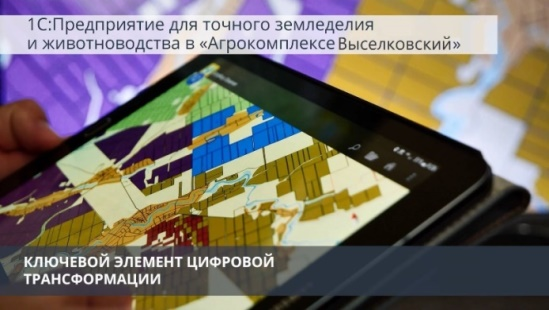 1С:Предприятие для точного земледелия
и животноводства в «Агрокомплексе Выселковский»
КЛЮЧЕВОЙ ЭЛЕМЕНТ ЦИФРОВОЙ
ТРАНСФОРМАЦИИ